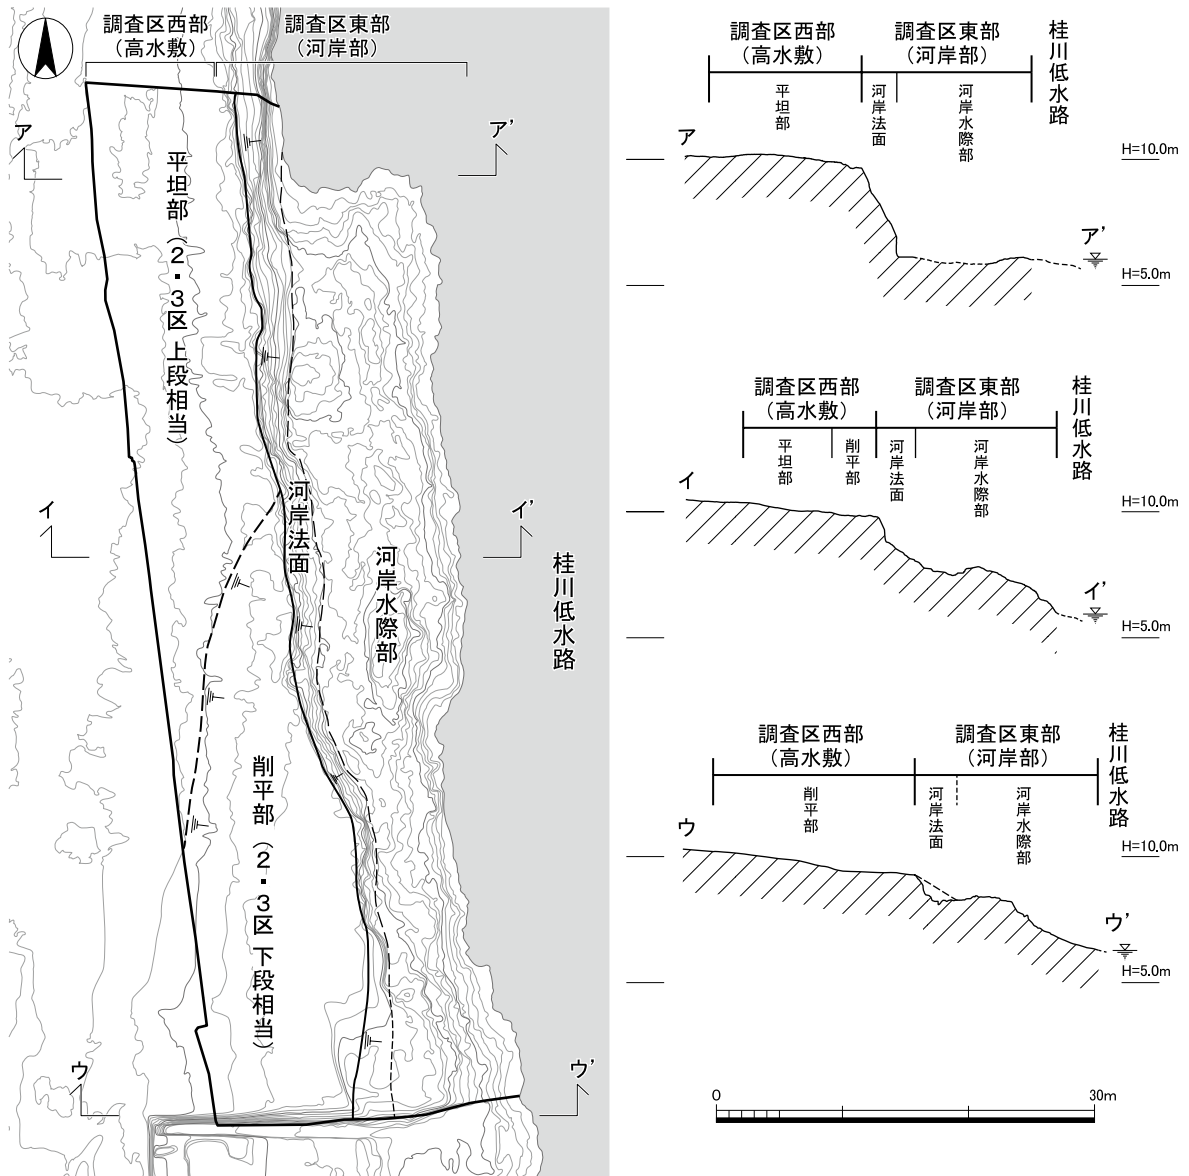 調査区西部
(高水敷)
調査区東部
(河岸部)
ア
ア'
平坦部（２・３区 上段相当）
イ
イ'
河岸法面
河岸水際部
桂川低水路
削平部（２・３区 下段相当）
ウ
ウ'
調査区西部
(高水敷)
調査区東部
(河岸部)
桂川低水路
平坦部
河岸法面
河岸水際部
ア
H=10.0m
ア'
H=5.0m
調査区西部
(高水敷)
調査区東部
(河岸部)
桂川低水路
平坦部
削平部
河岸法面
河岸水際部
イ
H=10.0m
イ'
H=5.0m
調査区西部
(高水敷)
調査区東部
(河岸部)
桂川低水路
削平部
河岸法面
河岸水際部
ウ
H=10.0m
ウ'
H=5.0m
0
30m